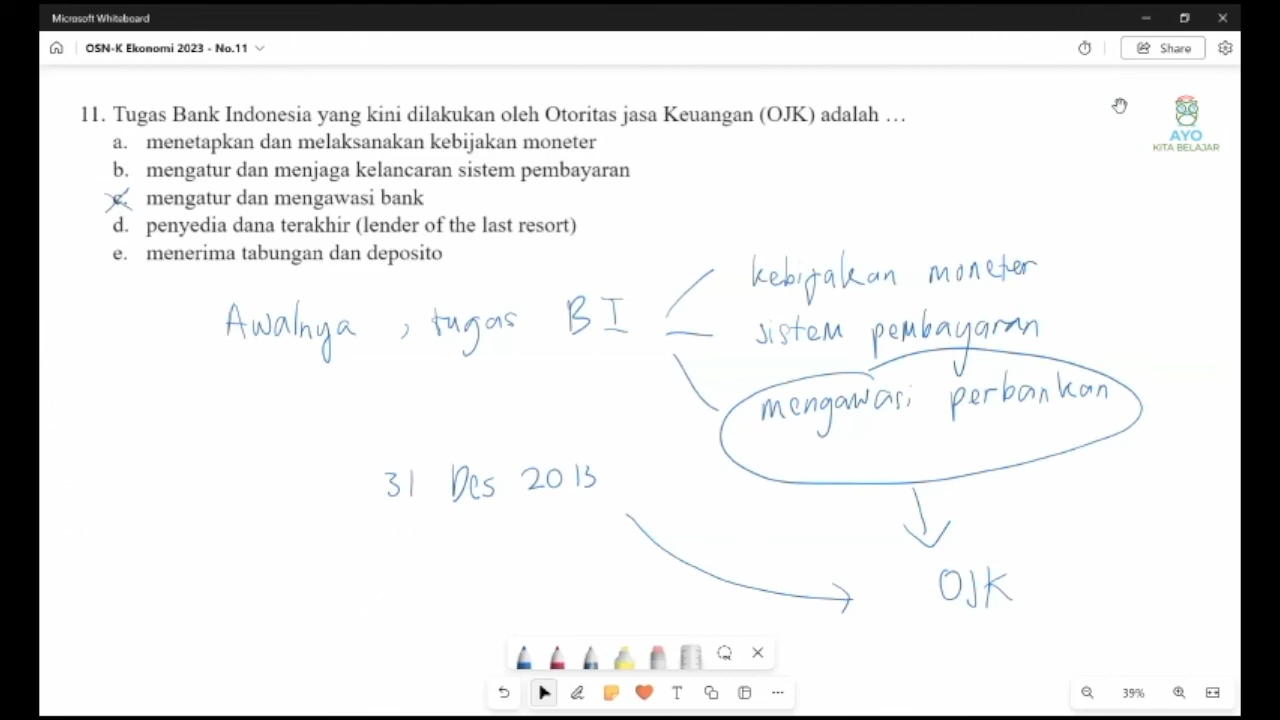 Microsoft Whiteboard
OSN-K Ekonomi 2023 - No.11
Share
11. Tugas Bank Indonesia yang kini dilakukan oleh Otoritas jasa Keuangan (OJK) adalah …
a. menetapkan dan melaksanakan kebijakan moneter
b. mengatur dan menjaga kelancaran sistem pembayaran
c. mengatur dan mengawasi bank
d. penyedia dana terakhir (lender of the last resort)
e. menerima tabungan dan deposito
AYO
KITA BELAJAR
Awalnya , tugas BI
kebijakan moneter
sistem pembayaran
mengawasi perbankan
31 Des 2013
OJK
39%